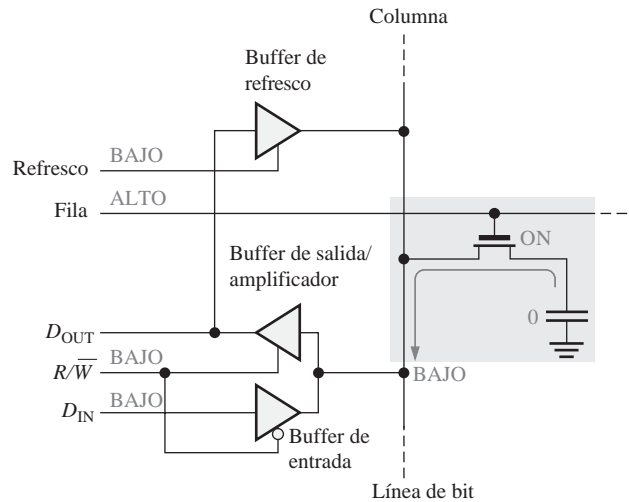 Columna
Buffer de
refresco
BAJO
Refresco
ALTO
Fila
ON
Buffer de salida/
amplificador
0
D_OUT
BAJO
R/W̅
BAJO
BAJO
D_IN
Buffer de
entrada
Línea de bit